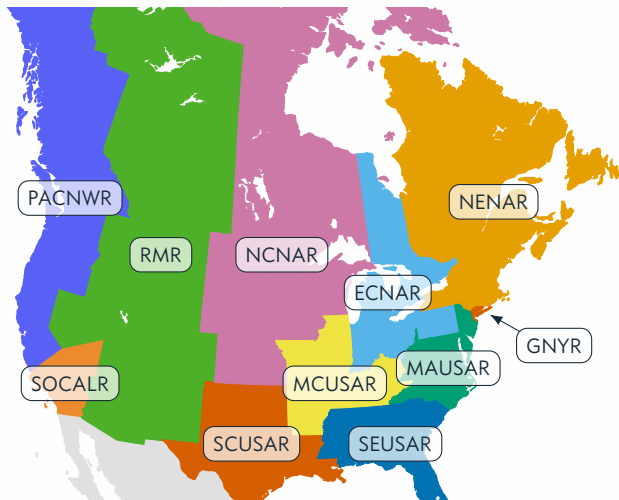 PACNWR
NENAR
RMR
NCNAR
ECNAR
GNYR
MAUSAR
SOCALR
MCUSAR
SCUSAR
SEUSAR